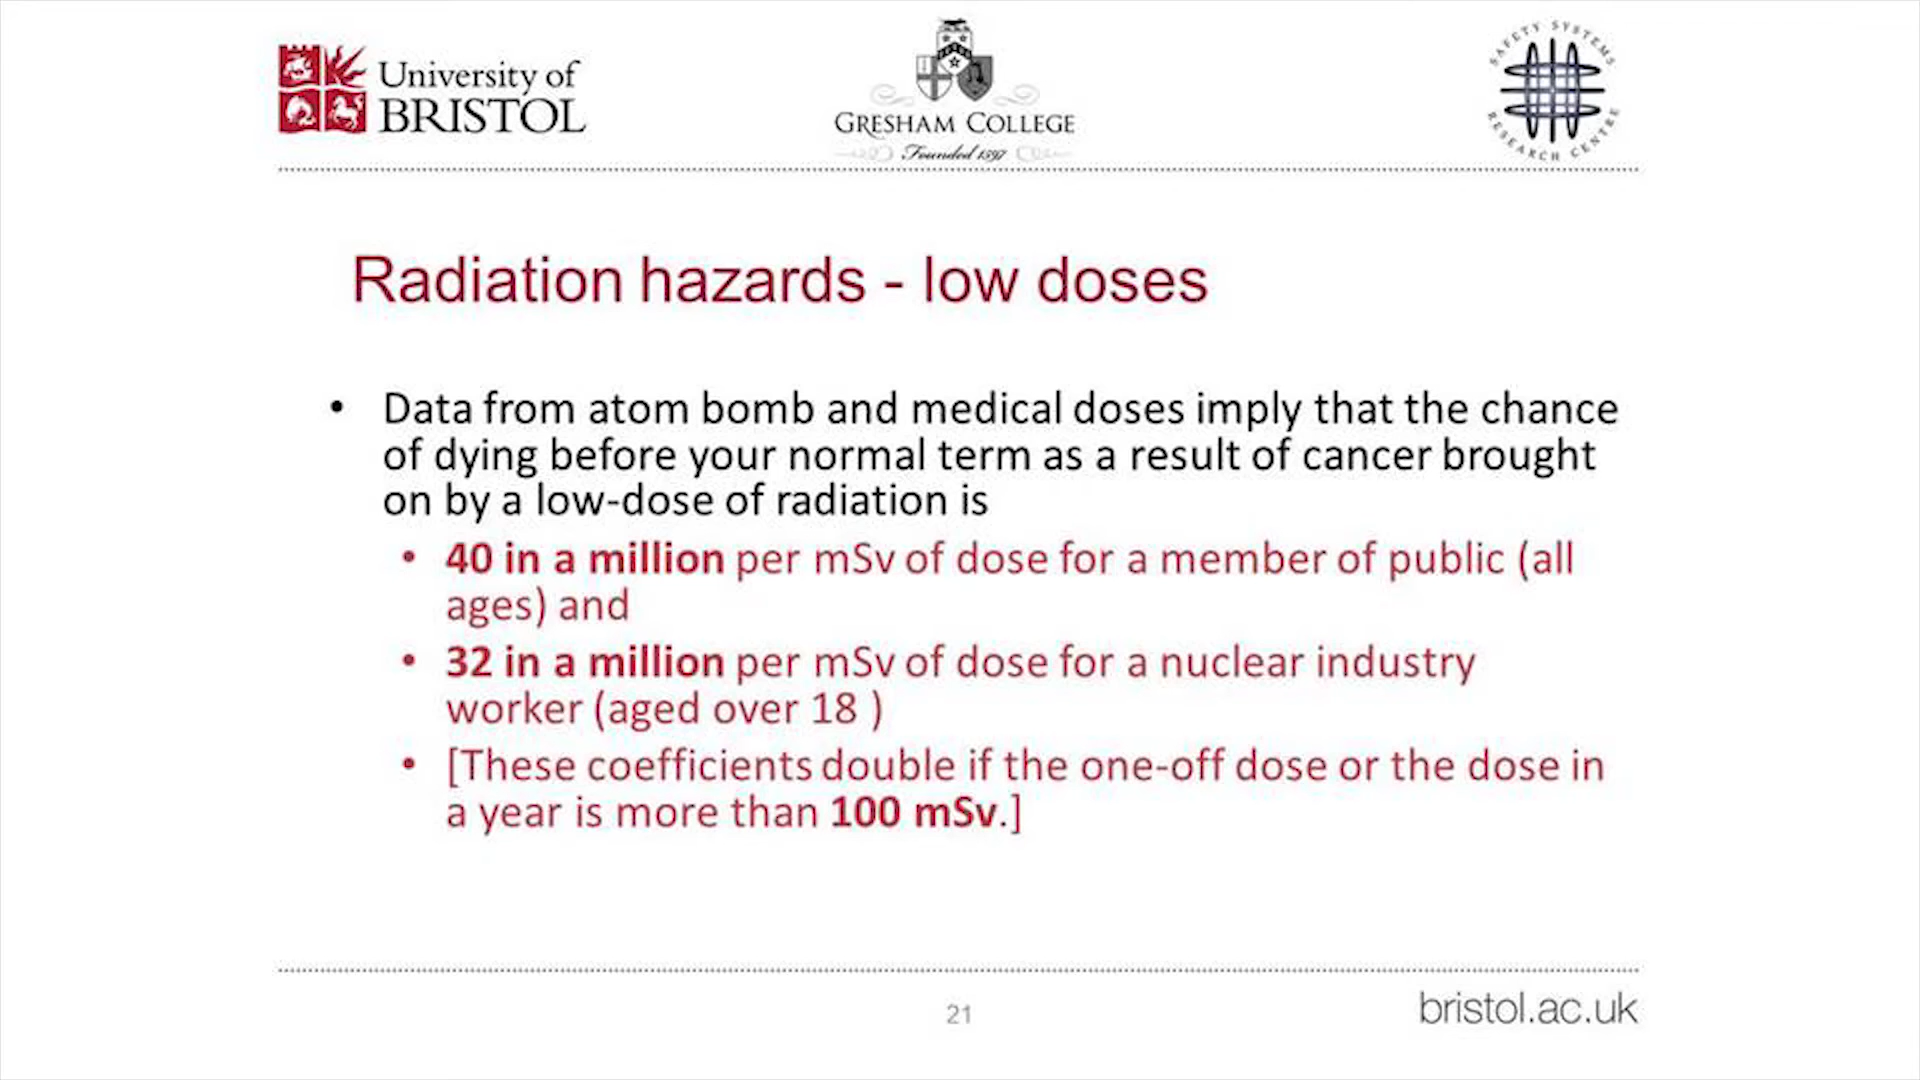 University of
BRISTOL
GRESHAM COLLEGE
Founded 1597
SAFETY SYSTEMS
RESEARCH CENTRE
Radiation hazards - low doses
• Data from atom bomb and medical doses imply that the chance
of dying before your normal term as a result of cancer brought
on by a low-dose of radiation is
• 40 in a million per mSv of dose for a member of public (all
ages) and
• 32 in a million per mSv of dose for a nuclear industry
worker (aged over 18 )
• [These coefficients double if the one-off dose or the dose in
a year is more than 100 mSv.]
21
bristol.ac.uk